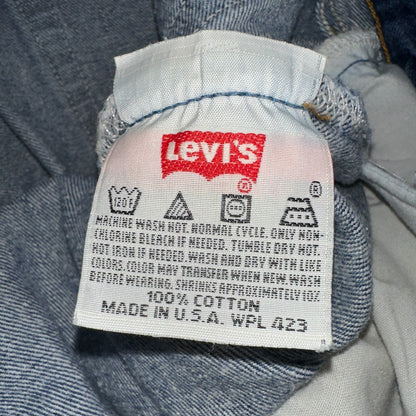 Levi's
®
®
120F
MACHINE WASH HOT. NORMAL CYCLE. ONLY NON-
CHLORINE BLEACH IF NEEDED. TUMBLE DRY HOT.
HOT IRON IF NEEDED. WASH AND DRY WITH LIKE
COLORS. COLOR MAY TRANSFER WHEN NEW. WASH
BEFORE WEARING. SHRINKS APPROXIMATELY 10%
100% COTTON
MADE IN U.S.A. WPL 423